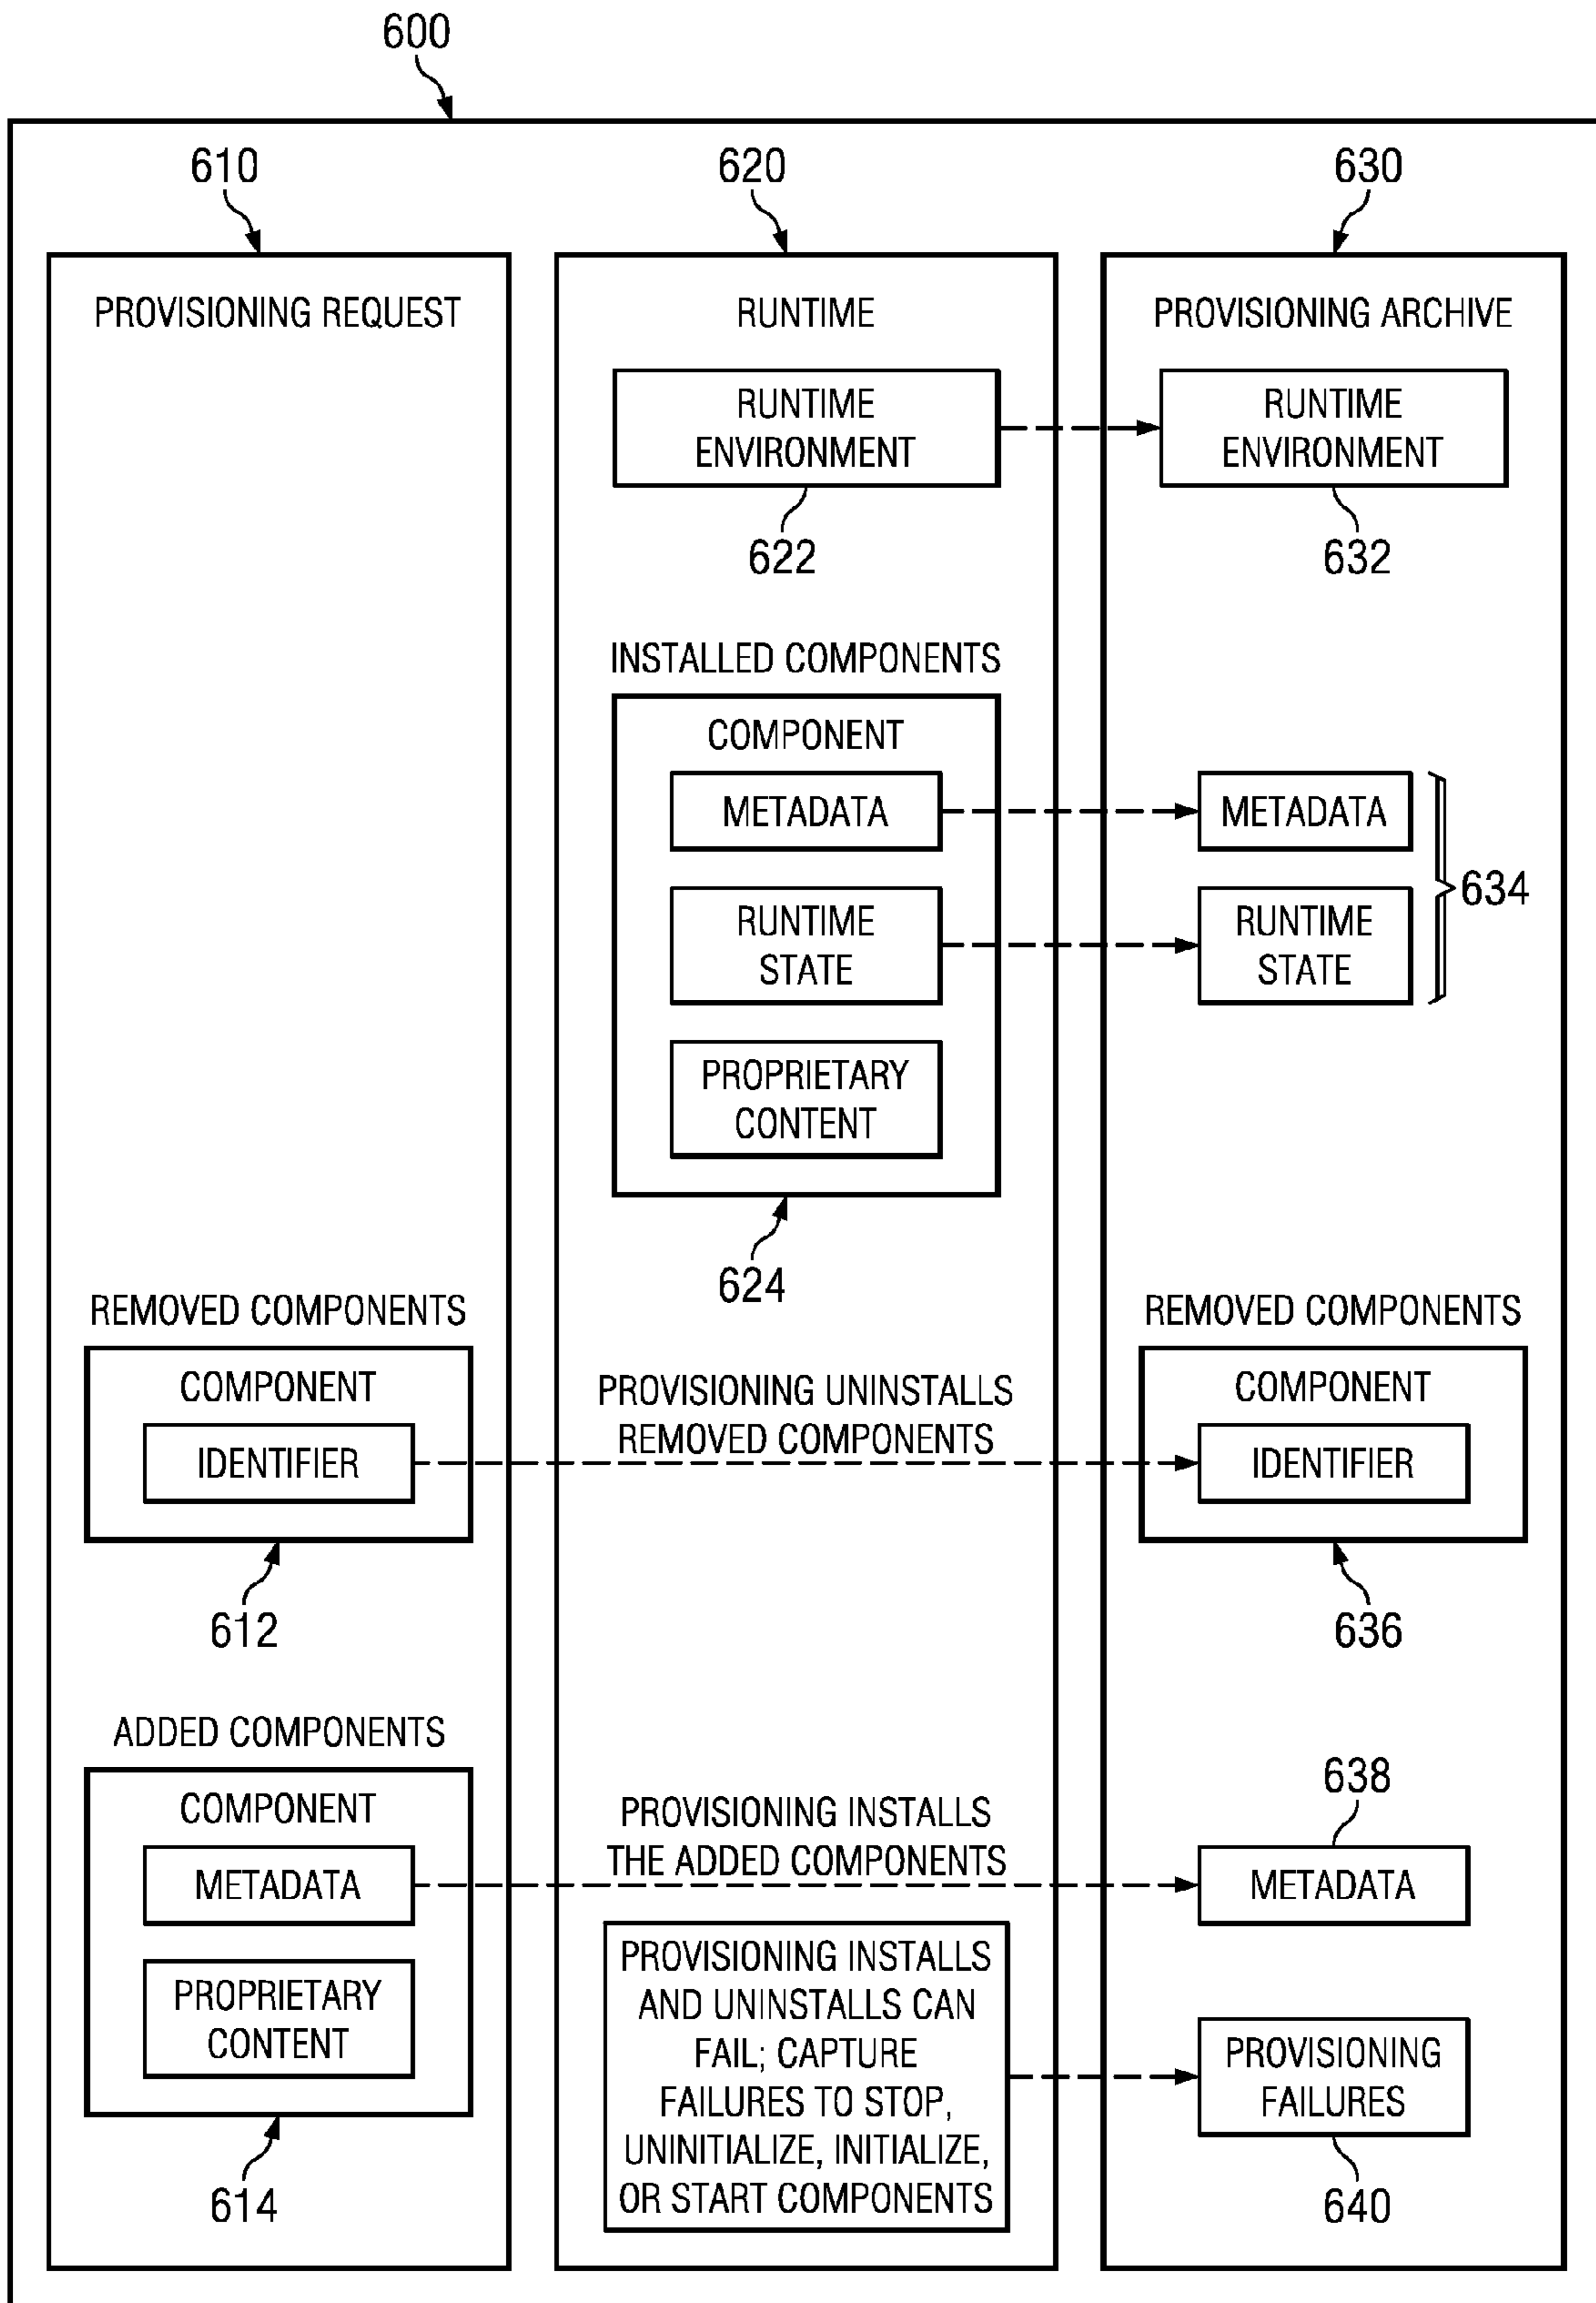 600
610
620
630
PROVISIONING REQUEST
RUNTIME
PROVISIONING ARCHIVE
RUNTIME
ENVIRONMENT
622
RUNTIME
ENVIRONMENT
632
INSTALLED COMPONENTS
COMPONENT
METADATA
METADATA
RUNTIME
STATE
RUNTIME
STATE
634
PROPRIETARY
CONTENT
624
REMOVED COMPONENTS
COMPONENT
IDENTIFIER
612
PROVISIONING UNINSTALLS
REMOVED COMPONENTS
REMOVED COMPONENTS
COMPONENT
IDENTIFIER
636
ADDED COMPONENTS
COMPONENT
METADATA
PROPRIETARY
CONTENT
614
PROVISIONING INSTALLS
THE ADDED COMPONENTS
638
METADATA
PROVISIONING INSTALLS
AND UNINSTALLS CAN
FAIL; CAPTURE
FAILURES TO STOP,
UNINITIALIZE, INITIALIZE,
OR START COMPONENTS
PROVISIONING
FAILURES
640